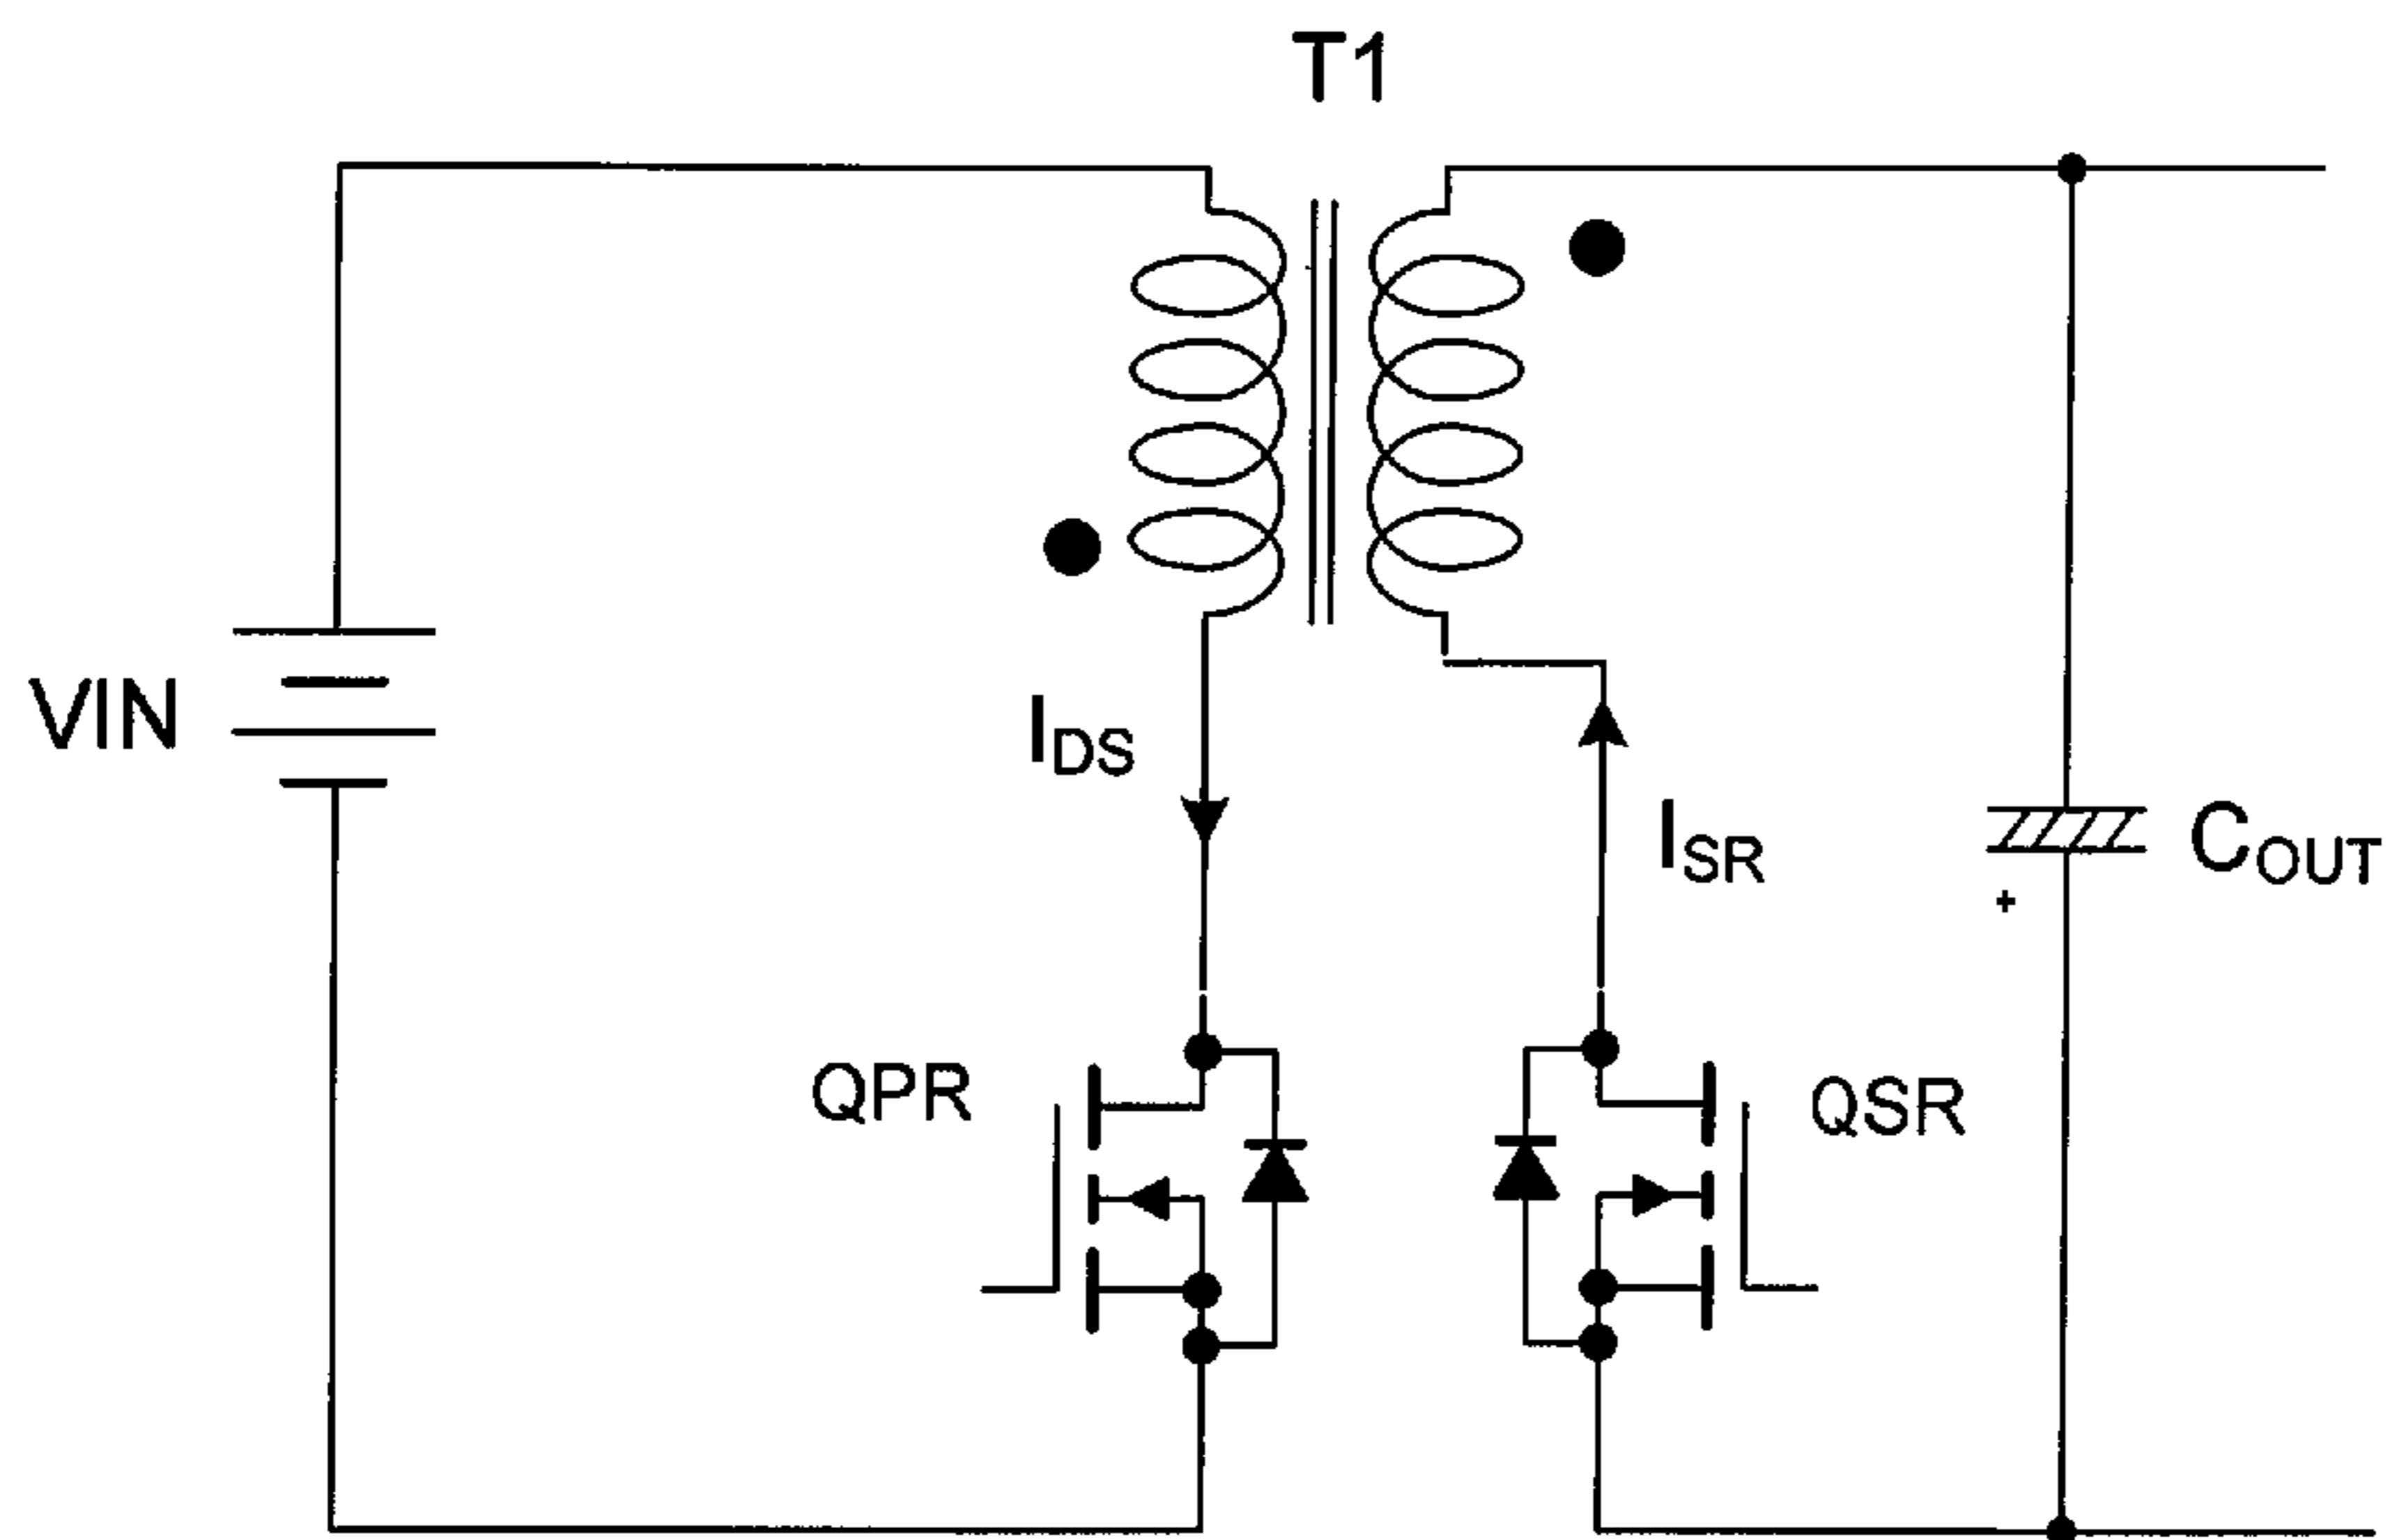 T1
VIN
IDS
ISR
COUT
+
QPR
QSR